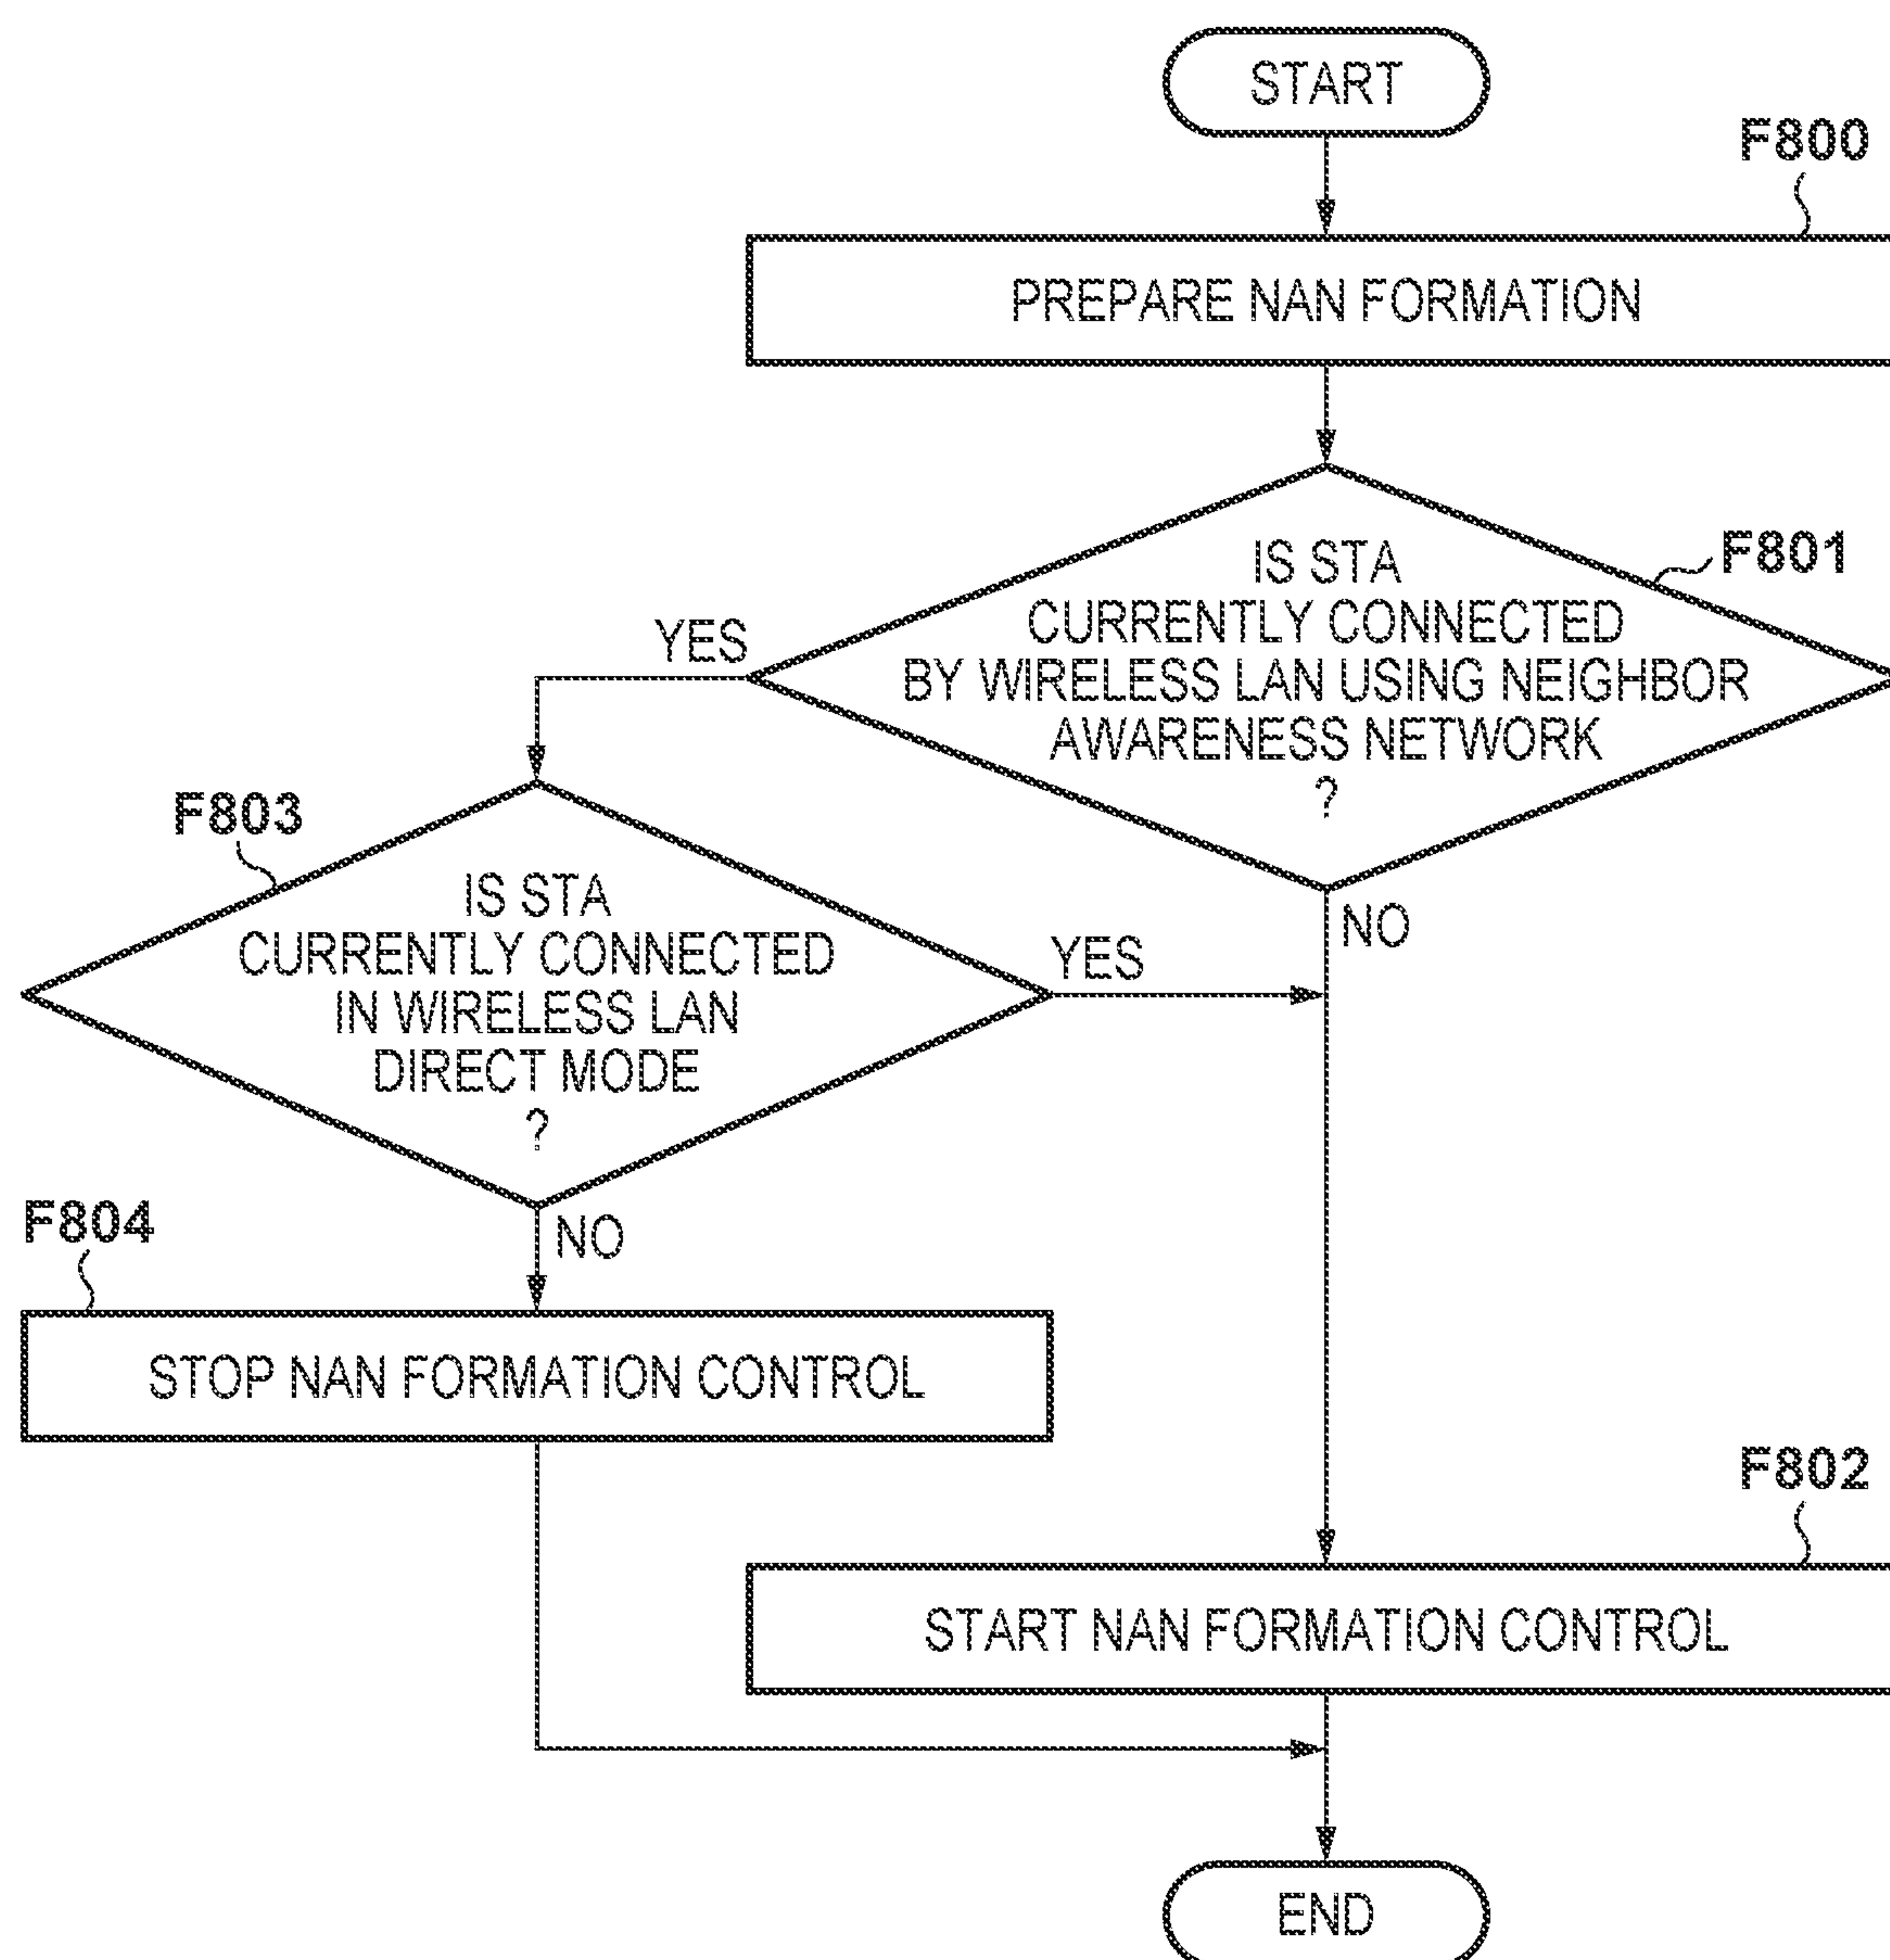 START
F800
PREPARE NAN FORMATION
F801
IS STA
CURRENTLY CONNECTED
BY WIRELESS LAN USING NEIGHBOR
AWARENESS NETWORK
?
YES
NO
F803
IS STA
CURRENTLY CONNECTED
IN WIRELESS LAN
DIRECT MODE
?
YES
NO
F804
STOP NAN FORMATION CONTROL
F802
START NAN FORMATION CONTROL
END